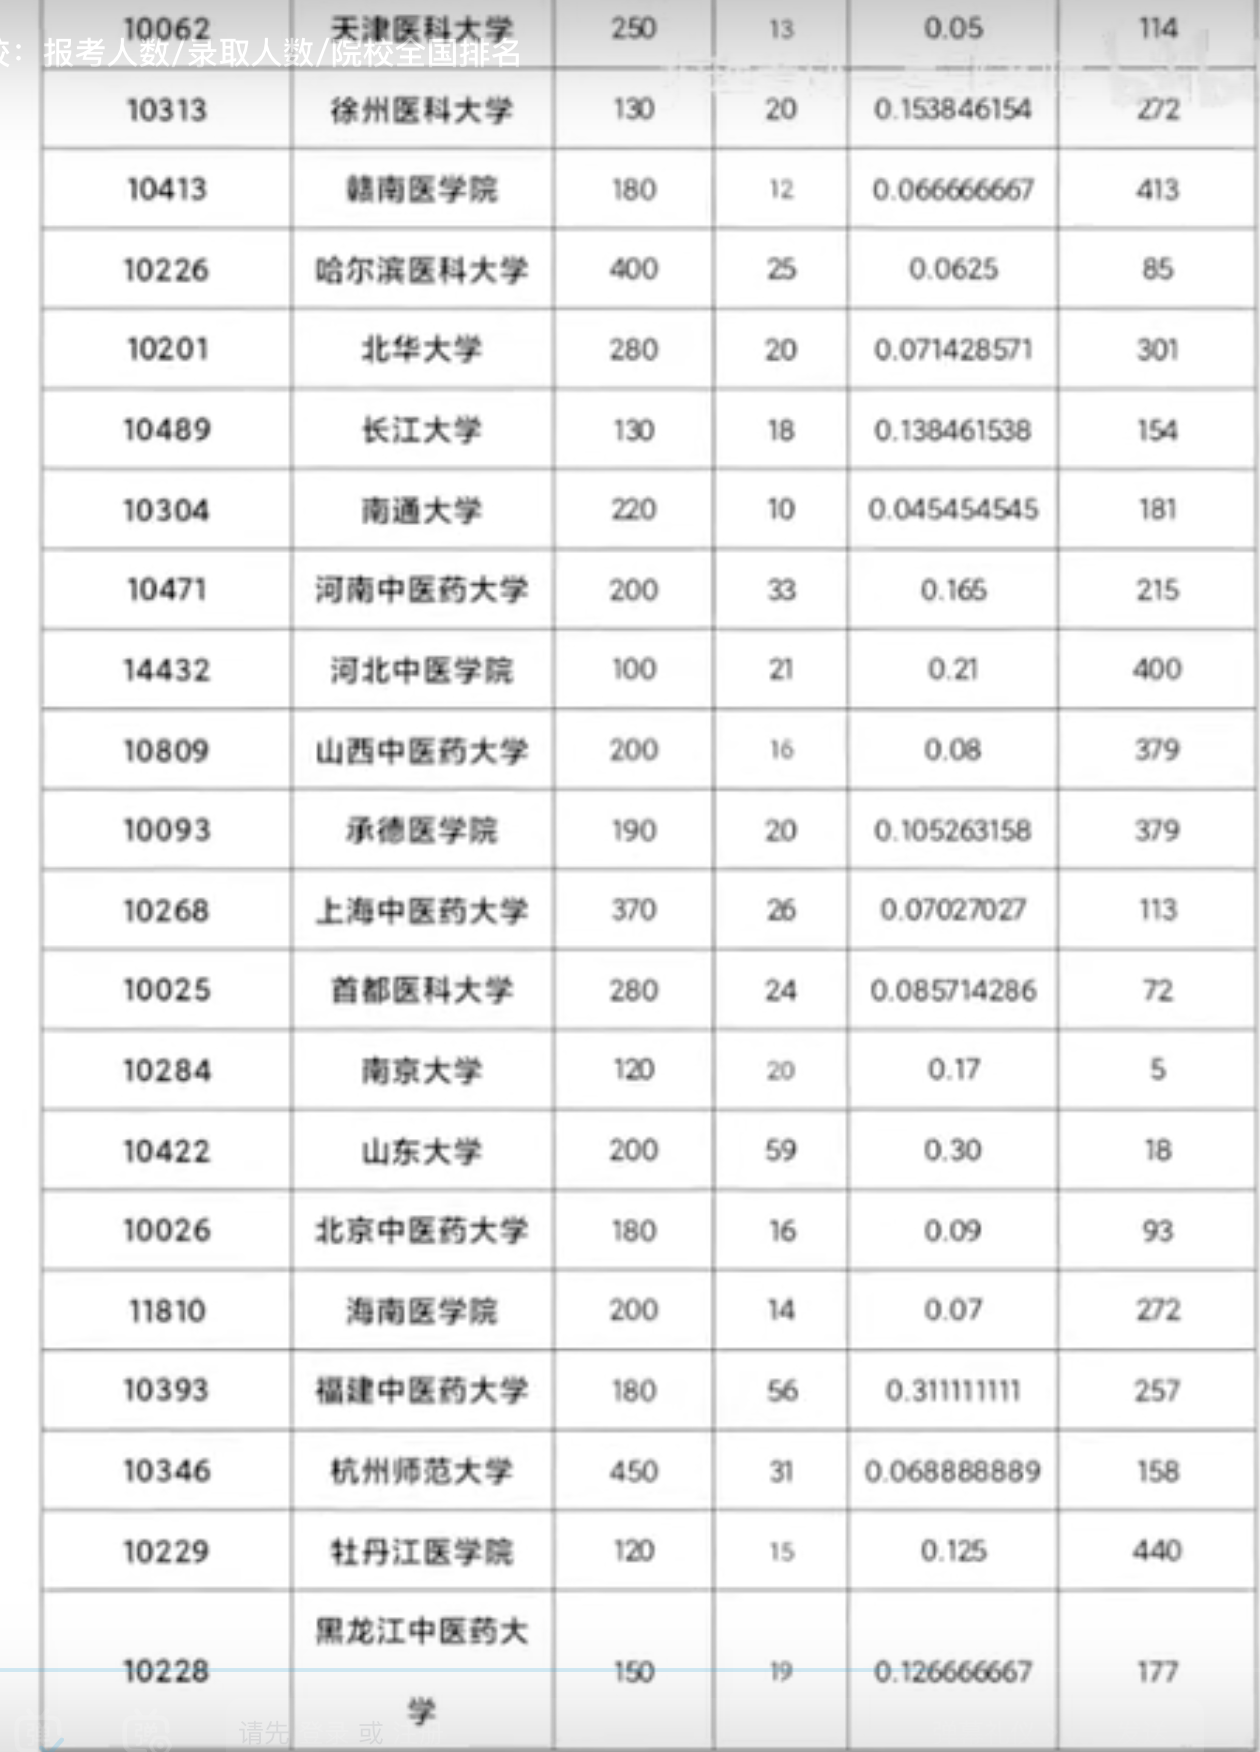 10062 天津医科大学 250 13 0.05 114
校：报考人数/录取人数/院校全国排名
10313 徐州医科大学 130 20 0.153846154 272
10413 赣南医学院 180 12 0.066666667 413
10226 哈尔滨医科大学 400 25 0.0625 85
10201 北华大学 280 20 0.071428571 301
10489 长江大学 130 18 0.138461538 154
10304 南通大学 220 10 0.045454545 181
10471 河南中医药大学 200 33 0.165 215
14432 河北中医学院 100 21 0.21 400
10809 山西中医药大学 200 16 0.08 379
10093 承德医学院 190 20 0.105263158 379
10268 上海中医药大学 370 26 0.07027027 113
10025 首都医科大学 280 24 0.085714286 72
10284 南京大学 120 20 0.17 5
10422 山东大学 200 59 0.30 18
10026 北京中医药大学 180 16 0.09 93
11810 海南医学院 200 14 0.07 272
10393 福建中医药大学 180 56 0.311111111 257
10346 杭州师范大学 450 31 0.068888889 158
10229 牡丹江医学院 120 15 0.125 440
黑龙江中医药大
10228 150 19 0.126666667 177
学
请先 或